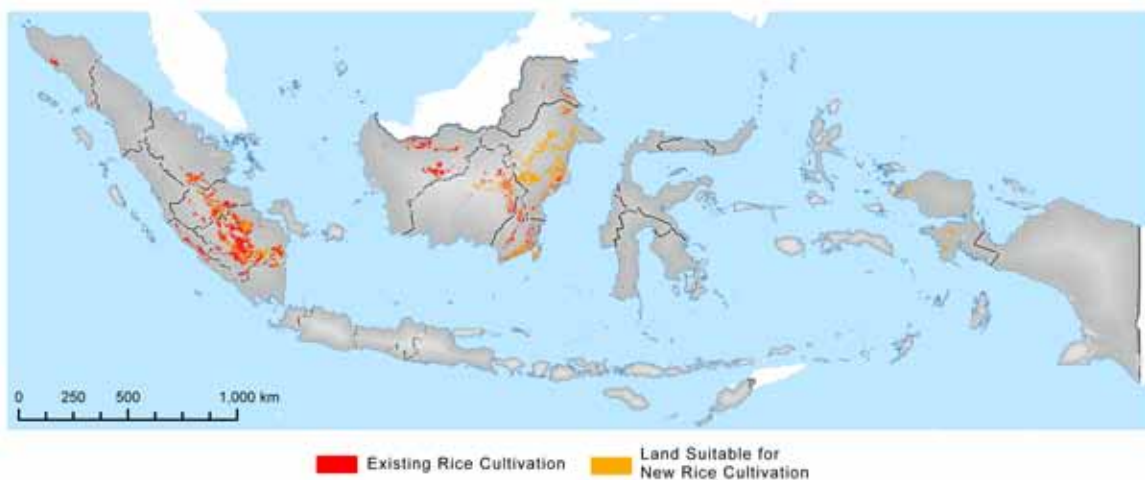 0 250 500 1,000 km
Existing Rice Cultivation
Land Suitable for
New Rice Cultivation